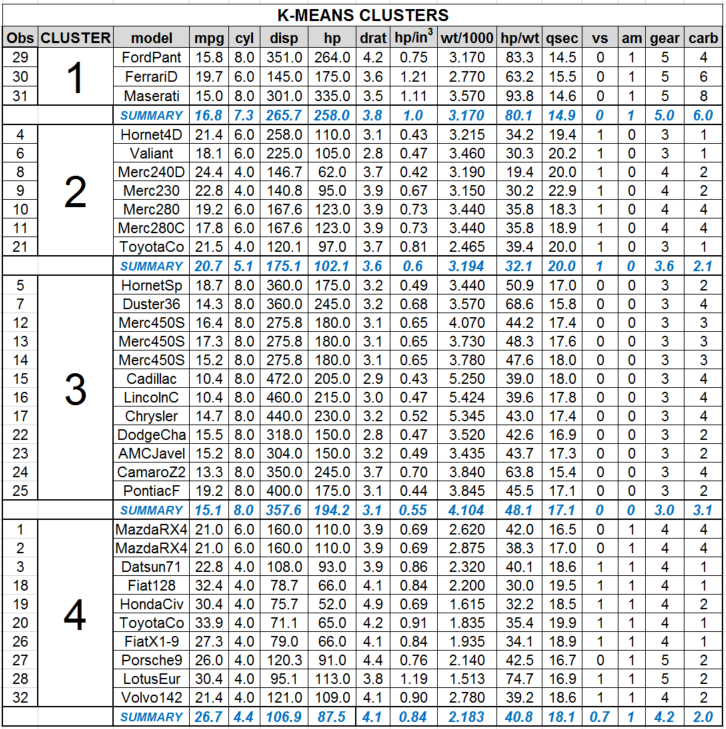 K-MEANS CLUSTERS
Obs CLUSTER model mpg cyl disp hp drat hp/in³ wt/1000 hp/wt qsec vs am gear carb
29 FordPant 15.8 8.0 351.0 264.0 4.2 0.75 3.170 83.3 14.5 0 1 5 4
30 1 FerrariD 19.7 6.0 145.0 175.0 3.6 1.21 2.770 63.2 15.5 0 1 5 6
31 Maserati 15.0 8.0 301.0 335.0 3.5 1.11 3.570 93.8 14.6 0 1 5 8
SUMMARY 16.8 7.3 265.7 258.0 3.8 1.0 3.170 80.1 14.9 0 1 5.0 6.0
4 Hornet4D 21.4 6.0 258.0 110.0 3.1 0.43 3.215 34.2 19.4 1 0 3 1
6 Valiant 18.1 6.0 225.0 105.0 2.8 0.47 3.460 30.3 20.2 1 0 3 1
8 Merc240D 24.4 4.0 146.7 62.0 3.7 0.42 3.190 19.4 20.0 1 0 4 2
9 2 Merc230 22.8 4.0 140.8 95.0 3.9 0.67 3.150 30.2 22.9 1 0 4 2
10 Merc280 19.2 6.0 167.6 123.0 3.9 0.73 3.440 35.8 18.3 1 0 4 4
11 Merc280C 17.8 6.0 167.6 123.0 3.9 0.73 3.440 35.8 18.9 1 0 4 4
21 ToyotaCo 21.5 4.0 120.1 97.0 3.7 0.81 2.465 39.4 20.0 1 0 3 1
SUMMARY 20.7 5.1 175.1 102.1 3.6 0.6 3.194 32.1 20.0 1 0 3.6 2.1
5 HornetSp 18.7 8.0 360.0 175.0 3.2 0.49 3.440 50.9 17.0 0 0 3 2
7 Duster36 14.3 8.0 360.0 245.0 3.2 0.68 3.570 68.6 15.8 0 0 3 4
12 Merc450S 16.4 8.0 275.8 180.0 3.1 0.65 4.070 44.2 17.4 0 0 3 3
13 Merc450S 17.3 8.0 275.8 180.0 3.1 0.65 3.730 48.3 17.6 0 0 3 3
14 Merc450S 15.2 8.0 275.8 180.0 3.1 0.65 3.780 47.6 18.0 0 0 3 3
15 3 Cadillac 10.4 8.0 472.0 205.0 2.9 0.43 5.250 39.0 18.0 0 0 3 4
16 LincolnC 10.4 8.0 460.0 215.0 3.0 0.47 5.424 39.6 17.8 0 0 3 4
17 Chrysler 14.7 8.0 440.0 230.0 3.2 0.52 5.345 43.0 17.4 0 0 3 4
22 DodgeCha 15.5 8.0 318.0 150.0 2.8 0.47 3.520 42.6 16.9 0 0 3 2
23 AMCJavel 15.2 8.0 304.0 150.0 3.2 0.49 3.435 43.7 17.3 0 0 3 2
24 CamaroZ2 13.3 8.0 350.0 245.0 3.7 0.70 3.840 63.8 15.4 0 0 3 4
25 PontiacF 19.2 8.0 400.0 175.0 3.1 0.44 3.845 45.5 17.1 0 0 3 2
SUMMARY 15.1 8.0 357.6 194.2 3.1 0.55 4.104 48.1 17.1 0 0 3.0 3.1
1 MazdaRX4 21.0 6.0 160.0 110.0 3.9 0.69 2.620 42.0 16.5 0 1 4 4
2 MazdaRX4 21.0 6.0 160.0 110.0 3.9 0.69 2.875 38.3 17.0 0 1 4 4
3 Datsun71 22.8 4.0 108.0 93.0 3.9 0.86 2.320 40.1 18.6 1 1 4 1
18 Fiat128 32.4 4.0 78.7 66.0 4.1 0.84 2.200 30.0 19.5 1 1 4 1
19 4 HondaCiv 30.4 4.0 75.7 52.0 4.9 0.69 1.615 32.2 18.5 1 1 4 2
20 ToyotaCo 33.9 4.0 71.1 65.0 4.2 0.91 1.835 35.4 19.9 1 1 4 1
26 FiatX1-9 27.3 4.0 79.0 66.0 4.1 0.84 1.935 34.1 18.9 1 1 4 1
27 Porsche9 26.0 4.0 120.3 91.0 4.4 0.76 2.140 42.5 16.7 0 1 5 2
28 LotusEur 30.4 4.0 95.1 113.0 3.8 1.19 1.513 74.7 16.9 1 1 5 2
32 Volvo142 21.4 4.0 121.0 109.0 4.1 0.90 2.780 39.2 18.6 1 1 4 2
SUMMARY 26.7 4.4 106.9 87.5 4.1 0.84 2.183 40.8 18.1 0.7 1 4.2 2.0